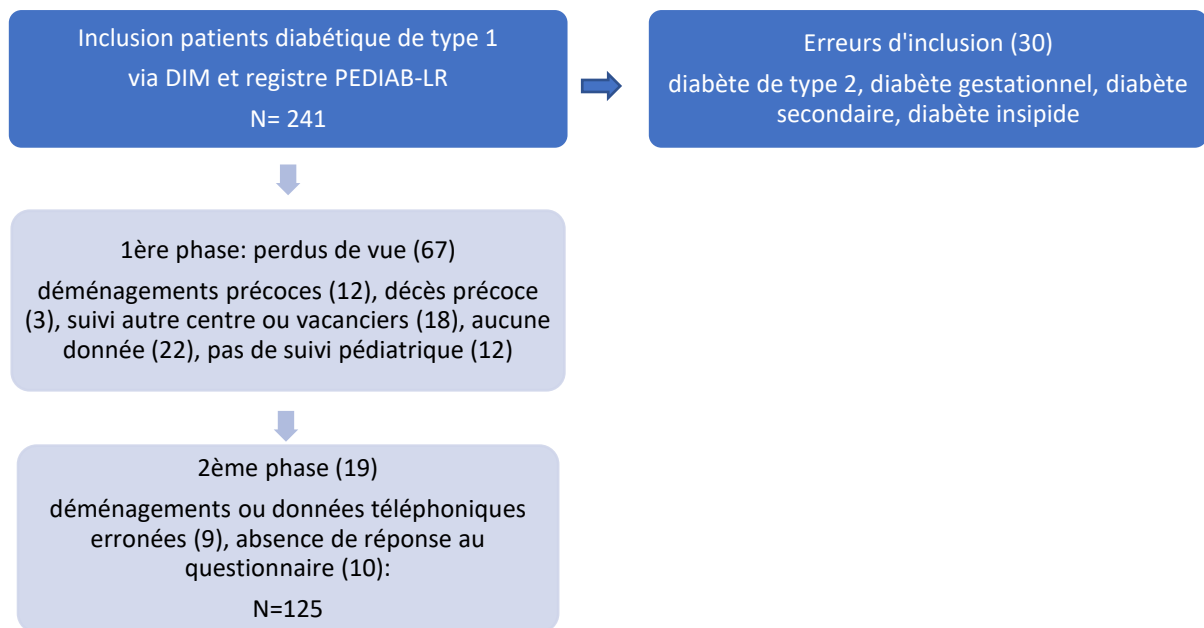 Inclusion patients diabétique de type 1
via DIM et registre PEDIAB-LR
N= 241
Erreurs d'inclusion (30)
diabète de type 2, diabète gestationnel, diabète
secondaire, diabète insipide
1ère phase: perdus de vue (67)
déménagements précoces (12), décès précoce
(3), suivi autre centre ou vacanciers (18), aucune
donnée (22), pas de suivi pédiatrique (12)
2ème phase (19)
déménagements ou données téléphoniques
erronées (9), absence de réponse au
questionnaire (10):
N=125